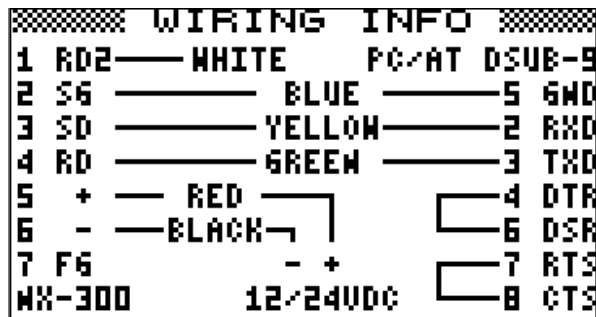 WIRING INFO
1 RD2 WHITE PC/AT DSUB-9
2 SG BLUE 5 GND
3 SD YELLOW 2 RXD
4 RD GREEN 3 TXD
5 + RED 4 DTR
6 - BLACK 6 DSR
7 FG - + 7 RTS
WX-300 12/24VDC 8 CTS